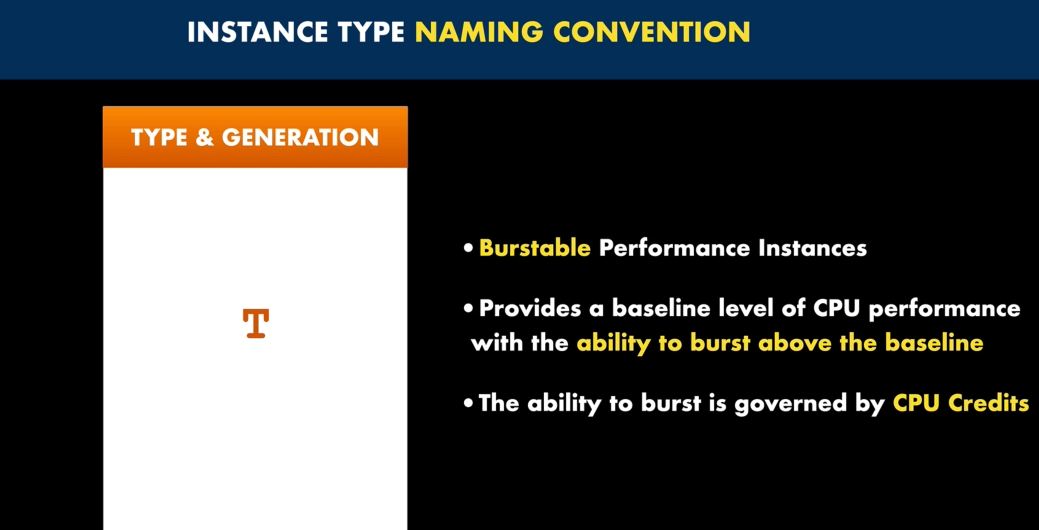 INSTANCE TYPE NAMING CONVENTION
TYPE & GENERATION
T
• Burstable Performance Instances
• Provides a baseline level of CPU performance
with the ability to burst above the baseline
• The ability to burst is governed by CPU Credits